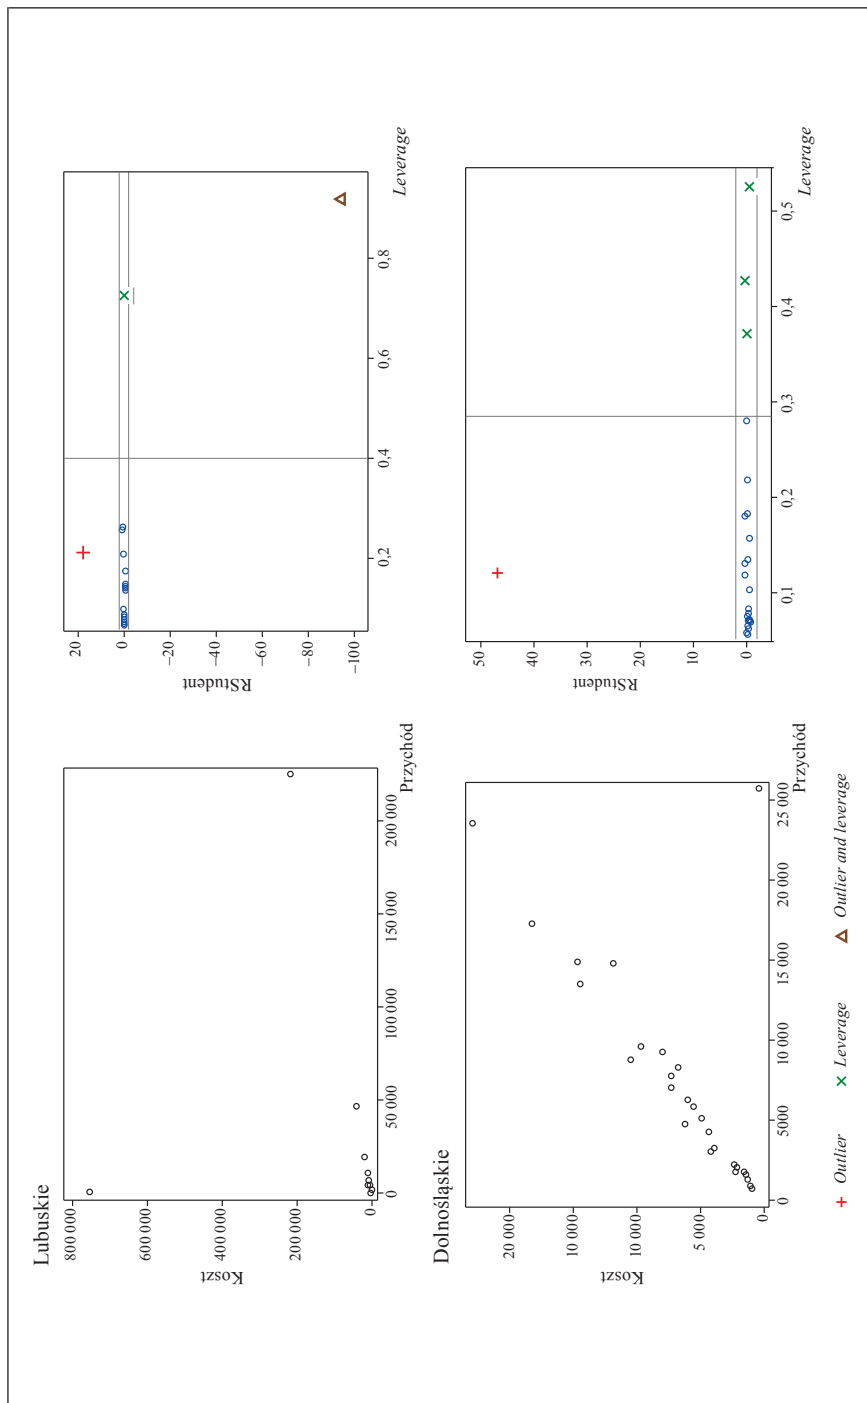 Lubuskie
Koszt
800 000
600 000
400 000
200 000
0
0 50 000 100 000 150 000 200 000
Przychód
RStudent
20
0
−20
−40
−60
−80
−100
0,2 0,4 0,6 0,8
Leverage
Dolnośląskie
Koszt
20 000
10 000
10 000
5 000
0
0 5000 10 000 15 000 20 000 25 000
Przychód
RStudent
50
40
30
20
10
0
0,1 0,2 0,3 0,4 0,5
Leverage
Outlier Leverage Outlier and leverage